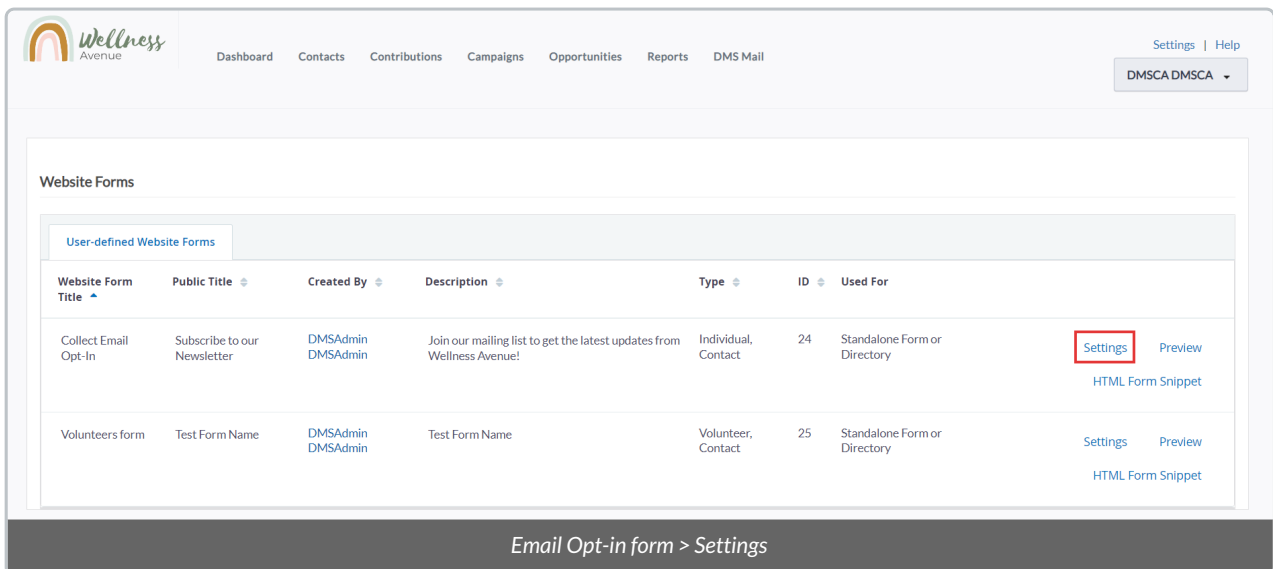 Wellness
Avenue
Dashboard Contacts Contributions Campaigns Opportunities Reports DMS Mail
Settings | Help
DMSCA DMSCA
Website Forms
User-defined Website Forms
Website Form Title Public Title Created By Description Type ID Used For
Collect Email Subscribe to our DMSAdmin Join our mailing list to get the latest updates from Individual, 24 Standalone Form or Settings Preview
Opt-In Newsletter DMSAdmin Wellness Avenue! Contact Directory
HTML Form Snippet
Volunteers form Test Form Name DMSAdmin Test Form Name Volunteer, 25 Standalone Form or Settings Preview
DMSAdmin Contact Directory
HTML Form Snippet
Email Opt-in form > Settings